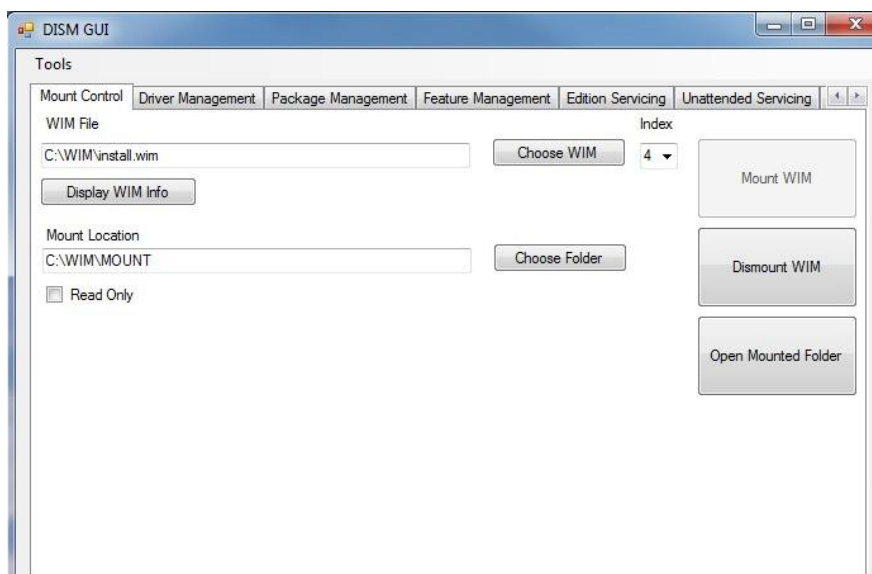 DISM GUI
Tools
Mount Control Driver Management Package Management Feature Management Edition Servicing Unattended Servicing
WIM File Index
C:\WIM\install.wim Choose WIM 4 Mount WIM
Display WIM Info
Mount Location
C:\WIM\MOUNT Choose Folder Dismount WIM
Read Only
Open Mounted Folder